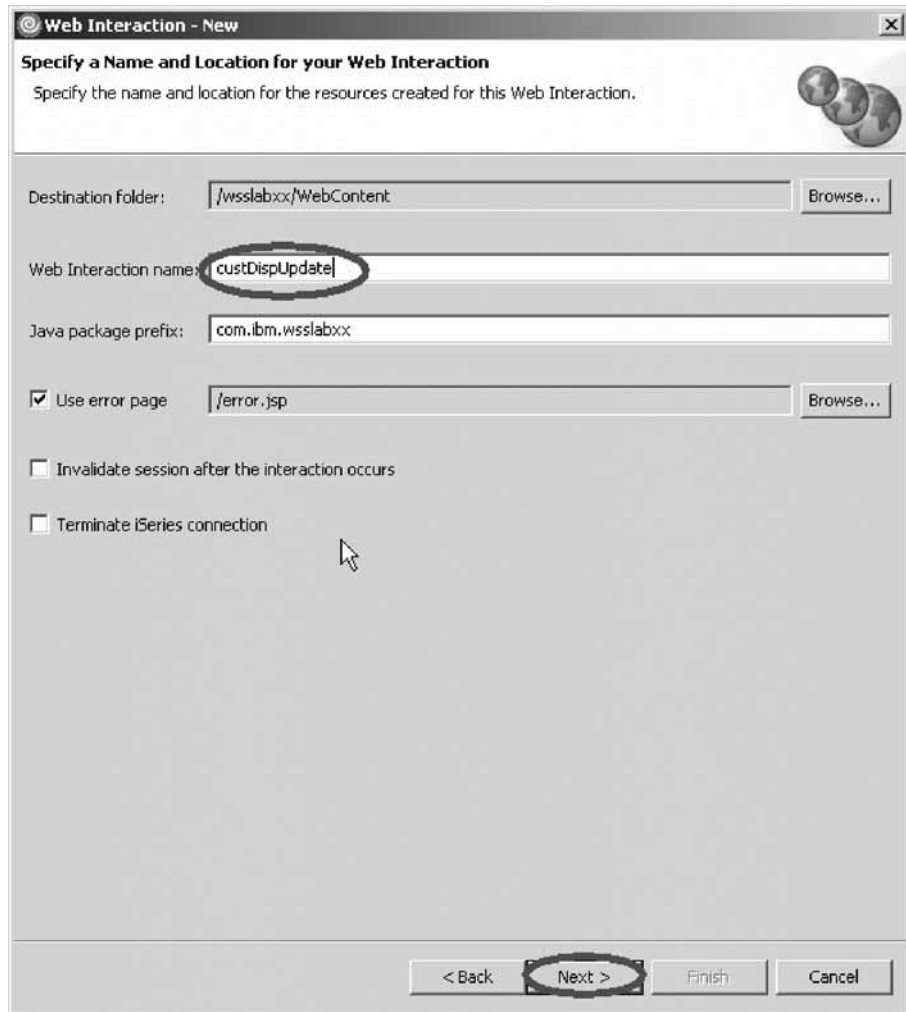 Web Interaction - New
Specify a Name and Location for your Web Interaction
Specify the name and location for the resources created for this Web Interaction.
Destination folder: /wsslabxx/WebContent Browse...
Web Interaction name: custDispUpdate
Java package prefix: com.ibm.wsslabxx
Use error page /error.jsp Browse...
Invalidate session after the interaction occurs
Terminate iSeries connection
< Back Next > Finish Cancel